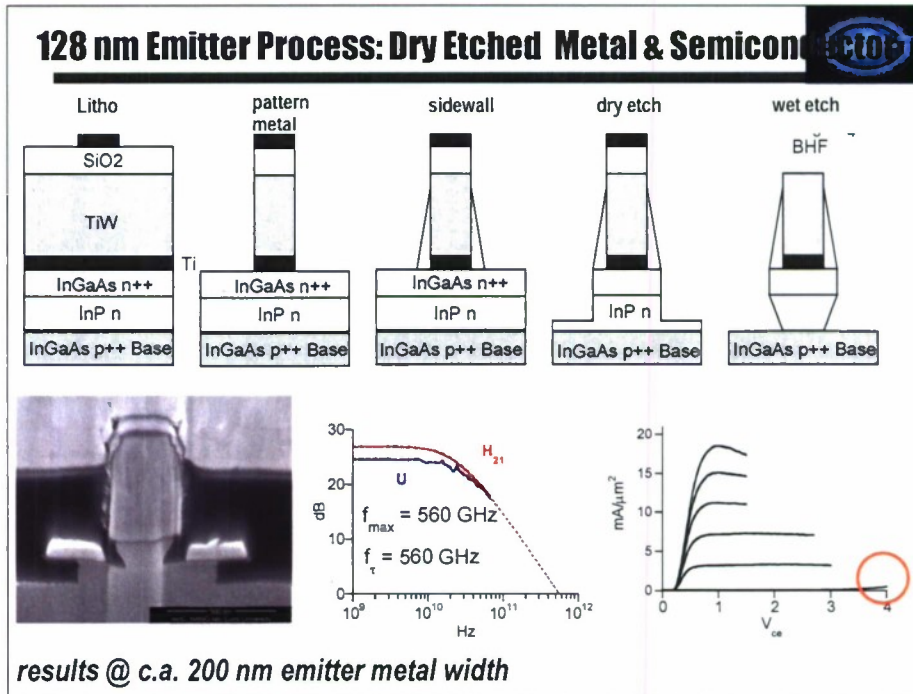 128 nm Emitter Process: Dry Etched Metal & Semiconductor
Litho
pattern
metal
sidewall
dry etch
wet etch
BHF
SiO2
TiW
Ti
InGaAs n++
InP n
InGaAs p++ Base
InGaAs n++
InP n
InGaAs p++ Base
InGaAs n++
InP n
InGaAs p++ Base
InP n
InGaAs p++ Base
InGaAs p++ Base
30
20
10
0
dB
H21
U
fmax = 560 GHz
fτ = 560 GHz
10^9 10^10 10^11 10^12
Hz
20
15
10
5
0
mA/μm²
0 1 2 3 4
Vce
results @ c.a. 200 nm emitter metal width